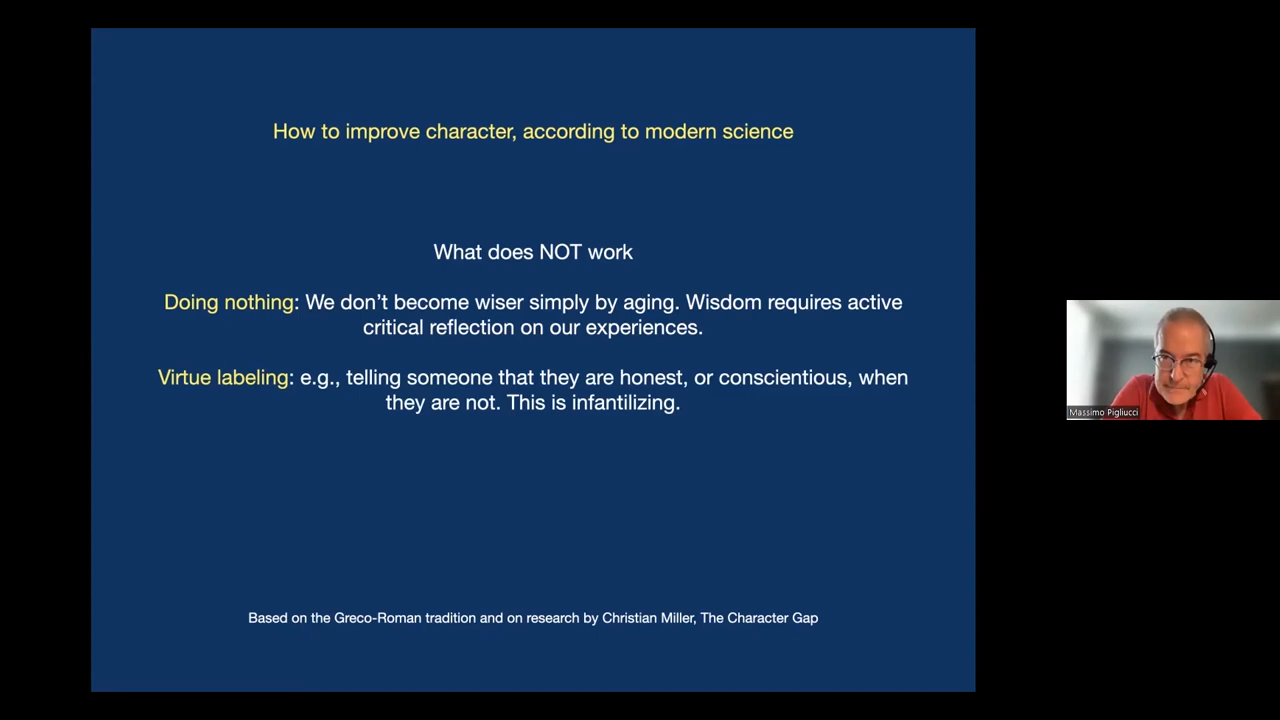 How to improve character, according to modern science
What does NOT work
Doing nothing: We don’t become wiser simply by aging. Wisdom requires active
critical reflection on our experiences.
Virtue labeling: e.g., telling someone that they are honest, or conscientious, when
they are not. This is infantilizing.
Massimo Pigliucci
Based on the Greco-Roman tradition and on research by Christian Miller, The Character Gap